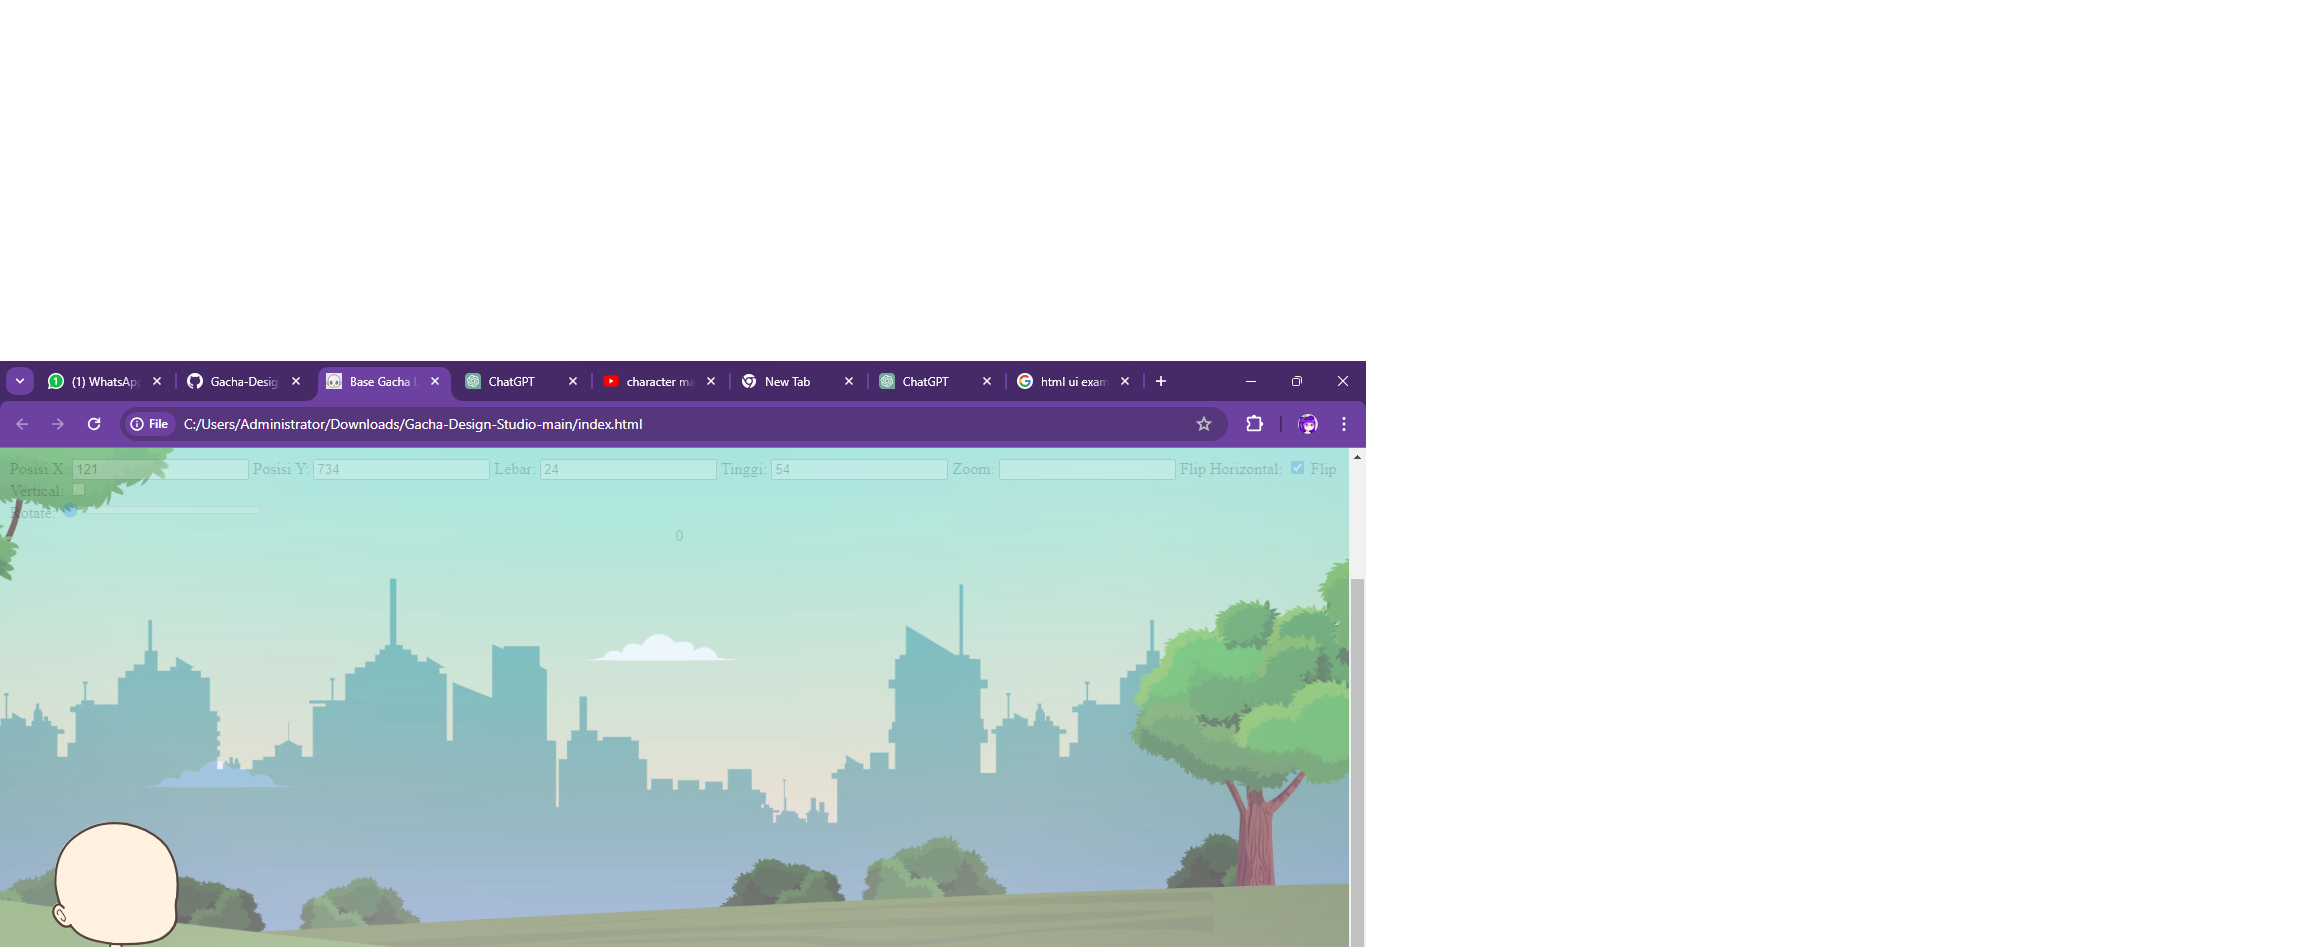 (1) WhatsAp Gacha-Desig Base Gacha L ChatGPT character ma New Tab ChatGPT html ui exam
File C:/Users/Administrator/Downloads/Gacha-Design-Studio-main/index.html
Posisi X: 121 Posisi Y: 734 Lebar: 24 Tinggi: 54 Zoom: Flip Horizontal: Flip
Vertical:
Rotate:
0